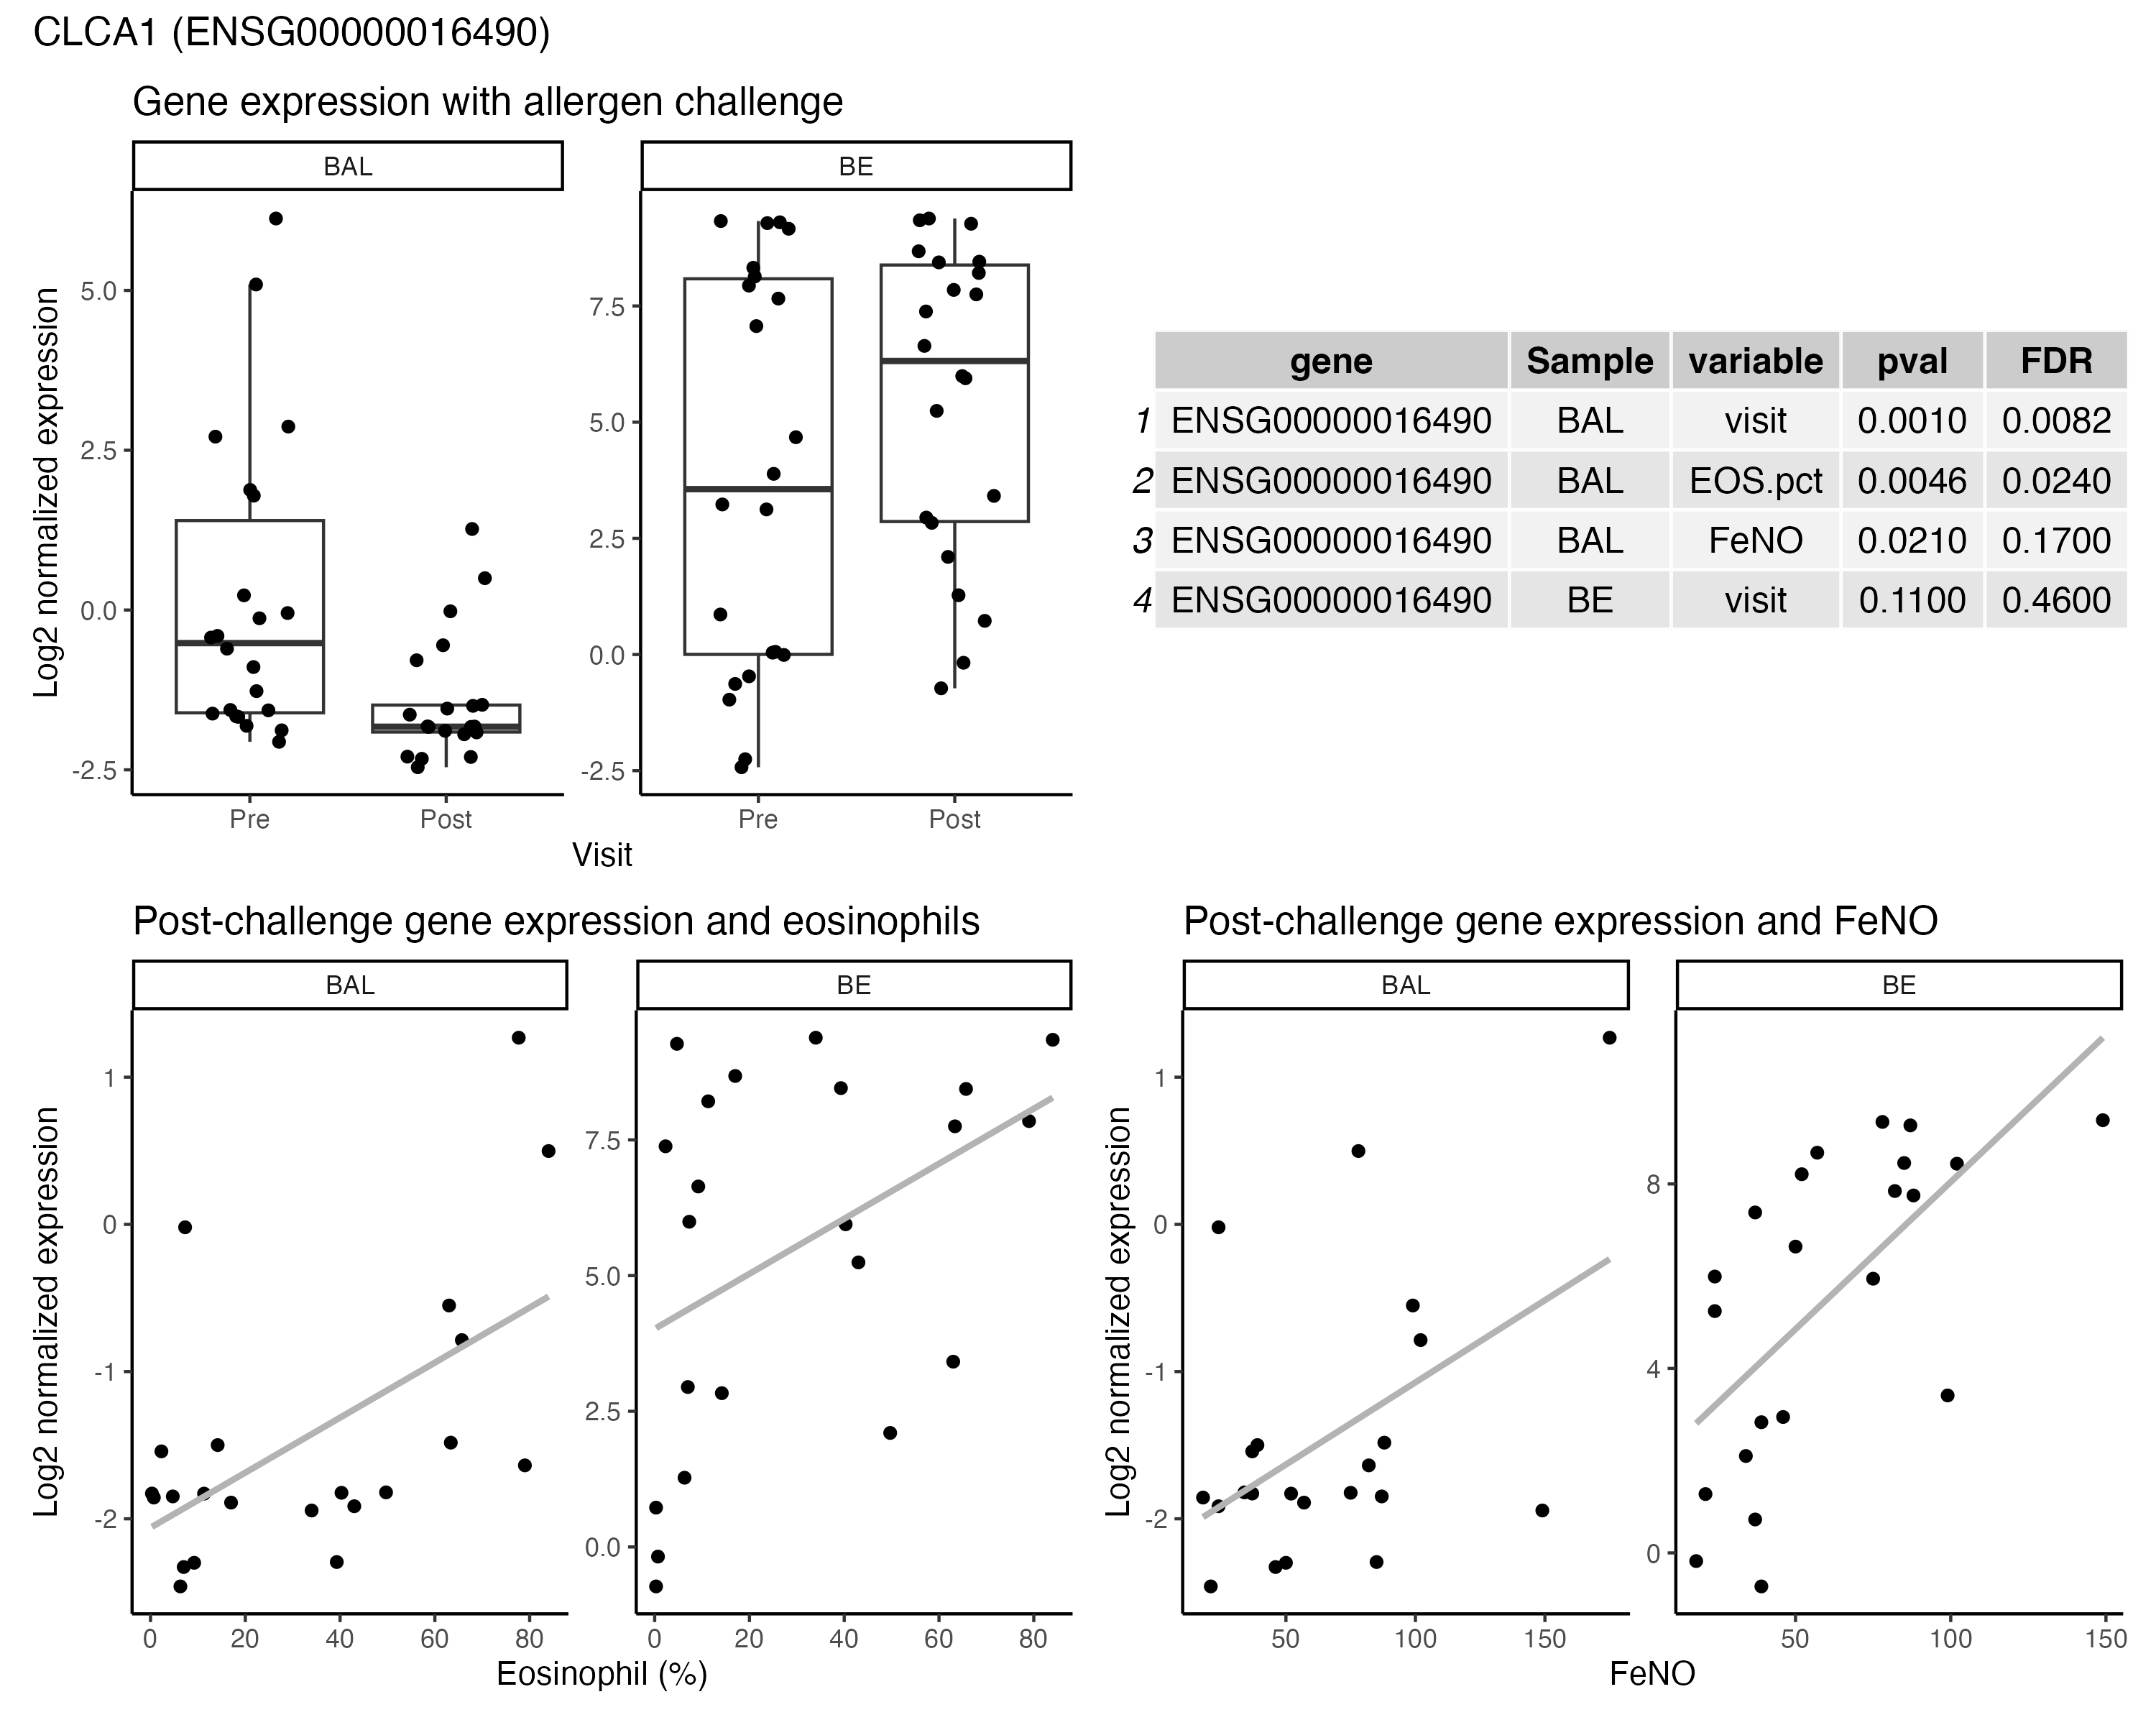 CLCA1 (ENSG00000016490)
Gene expression with allergen challenge
BAL
BE
Log2 normalized expression
5.0
2.5
0.0
-2.5
7.5
5.0
2.5
0.0
-2.5
Pre
Post
Pre
Post
Visit
gene Sample variable pval FDR
1 ENSG00000016490 BAL visit 0.0010 0.0082
2 ENSG00000016490 BAL EOS.pct 0.0046 0.0240
3 ENSG00000016490 BAL FeNO 0.0210 0.1700
4 ENSG00000016490 BE visit 0.1100 0.4600
Post-challenge gene expression and eosinophils
BAL
BE
Log2 normalized expression
1
0
-1
-2
7.5
5.0
2.5
0.0
0 20 40 60 80
0 20 40 60 80
Eosinophil (%)
Post-challenge gene expression and FeNO
BAL
BE
Log2 normalized expression
1
0
-1
-2
8
4
0
50 100 150
50 100 150
FeNO